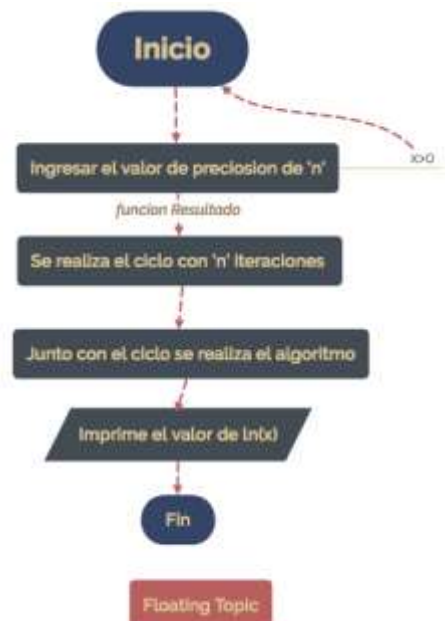 Inicio
x>0
Ingresar el valor de preciosion de 'n'
funcion Resultado
Se realiza el ciclo con 'n' Iteraciones
Junto con el ciclo se realiza el algoritmo
Imprime el valor de ln(x)
Fin
Floating Topic